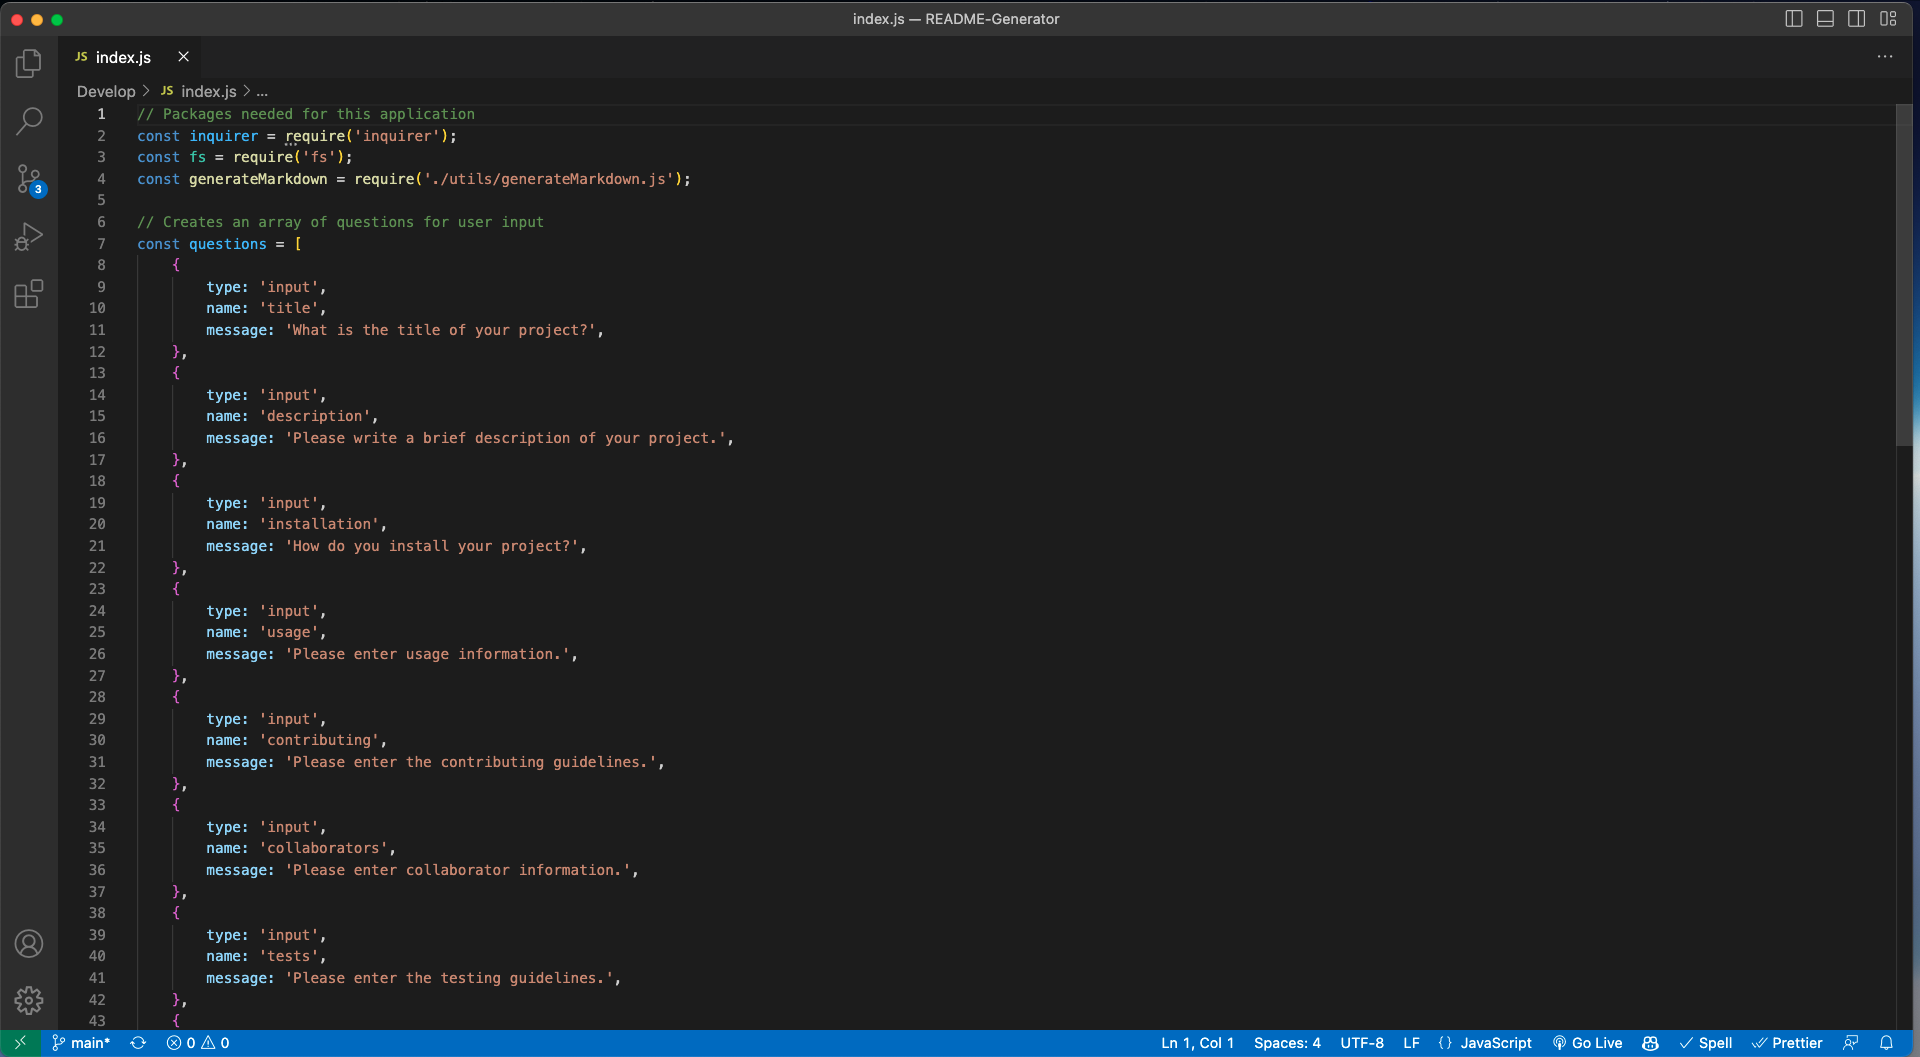 index.js — README-Generator
JS index.js
Develop > JS index.js > ...
1 // Packages needed for this application
2 const inquirer = require('inquirer');
3 const fs = require('fs');
4 const generateMarkdown = require('./utils/generateMarkdown.js');
5
6 // Creates an array of questions for user input
7 const questions = [
8 {
9 type: 'input',
10 name: 'title',
11 message: 'What is the title of your project?',
12 },
13 {
14 type: 'input',
15 name: 'description',
16 message: 'Please write a brief description of your project.',
17 },
18 {
19 type: 'input',
20 name: 'installation',
21 message: 'How do you install your project?',
22 },
23 {
24 type: 'input',
25 name: 'usage',
26 message: 'Please enter usage information.',
27 },
28 {
29 type: 'input',
30 name: 'contributing',
31 message: 'Please enter the contributing guidelines.',
32 },
33 {
34 type: 'input',
35 name: 'collaborators',
36 message: 'Please enter collaborator information.',
37 },
38 {
39 type: 'input',
40 name: 'tests',
41 message: 'Please enter the testing guidelines.',
42 },
43 {
3
main* 0 0 Ln 1, Col 1 Spaces: 4 UTF-8 LF {} JavaScript Go Live Spell Prettier